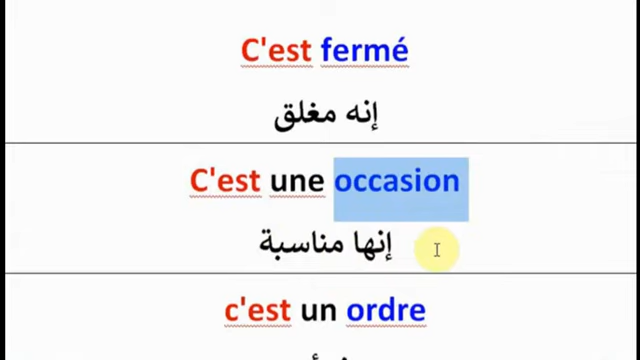 C'est fermé
إنه مغلق
C'est une occasion
إنها مناسبة
c'est un ordre